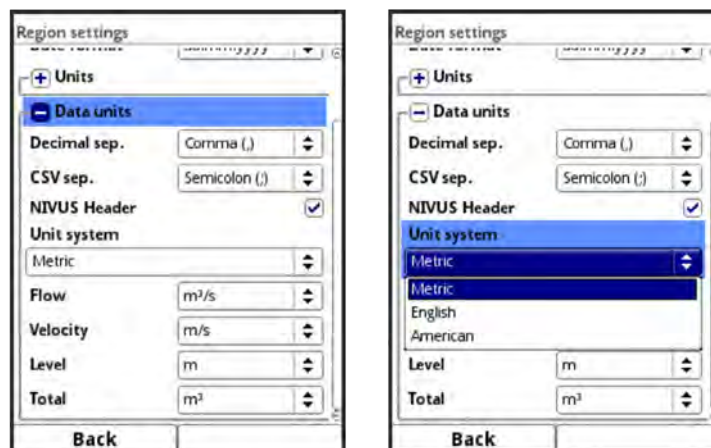 Region settings
Units
Data units
Decimal sep. Comma (,)
CSV sep. Semicolon (;)
NIVUS Header
Unit system
Metric
Flow m³/s
Velocity m/s
Level m
Total m³
Back
Region settings
Units
Data units
Decimal sep. Comma (,)
CSV sep. Semicolon (;)
NIVUS Header
Unit system
Metric
Metric
English
American
Level m
Total m³
Back